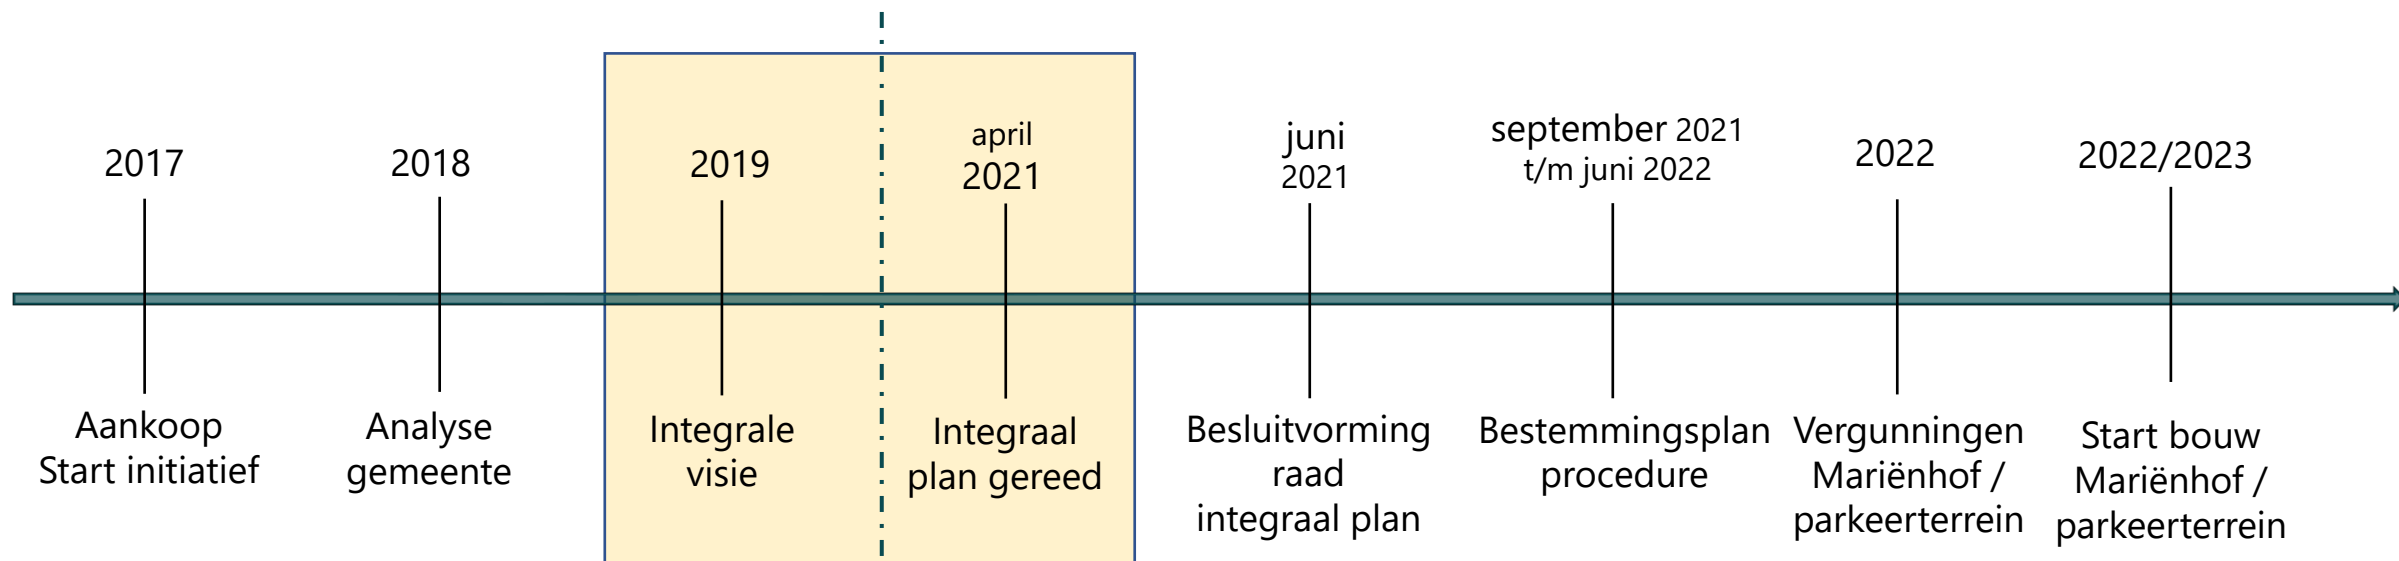 2017
Aankoop
Start initiatief
2018
Analyse
gemeente
2019
Integrale
visie
april
2021
Integraal
plan gereed
juni
2021
Besluitvorming
raad
integraal plan
september 2021
t/m juni 2022
Bestemmingsplan
procedure
2022
Vergunningen
Mariënhof /
parkeerterrein
2022/2023
Start bouw
Mariënhof /
parkeerterrein